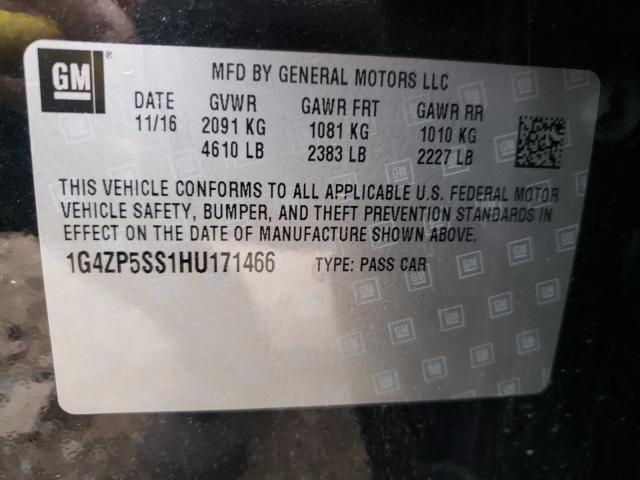 GM ®
MFD BY GENERAL MOTORS LLC
DATE GVWR GAWR FRT GAWR RR
11/16 2091 KG 1081 KG 1010 KG
4610 LB 2383 LB 2227 LB
THIS VEHICLE CONFORMS TO ALL APPLICABLE U.S. FEDERAL MOTOR
VEHICLE SAFETY, BUMPER, AND THEFT PREVENTION STANDARDS IN
EFFECT ON THE DATE OF MANUFACTURE SHOWN ABOVE.
1G4ZP5SS1HU171466 TYPE: PASS CAR